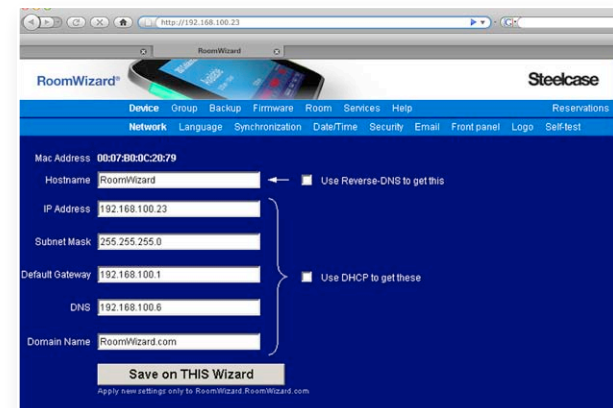 http://192.168.100.23
RoomWizard
RoomWizard® Steelcase
Device Group Backup Firmware Room Services Help Reservations
Network Language Synchronization Date/Time Security Email Front panel Logo Self-test
Mac Address 00:07:B0:0C:20:79
Hostname RoomWizard Use Reverse-DNS to get this
IP Address 192.168.100.23
Subnet Mask 255.255.255.0
Default Gateway 192.168.100.1 Use DHCP to get these
DNS 192.168.100.6
Domain Name RoomWizard.com
Save on THIS Wizard
Apply new settings only to RoomWizard.RoomWizard.com